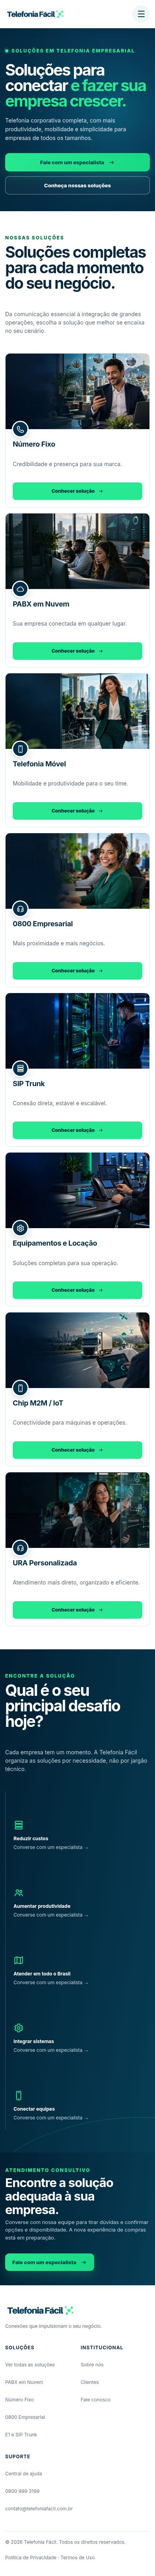 Telefonia Fácil
SOLUÇÕES EM TELEFONIA EMPRESARIAL
Soluções para
conectar e fazer sua
empresa crescer.
Telefonia corporativa completa, com mais
produtividade, mobilidade e simplicidade para
empresas de todos os tamanhos.
Fale com um especialista →
Conheça nossas soluções
NOSSAS SOLUÇÕES
Soluções completas
para cada momento
do seu negócio.
Da comunicação essencial à integração de grandes
operações, escolha a solução que melhor se encaixa
no seu cenário.
Número Fixo
Credibilidade e presença para sua marca.
Conhecer solução →
PABX em Nuvem
Sua empresa conectada em qualquer lugar.
Conhecer solução →
Telefonia Móvel
Mobilidade e produtividade para o seu time.
Conhecer solução →
0800 Empresarial
Mais proximidade e mais negócios.
Conhecer solução →
SIP Trunk
Conexão direta, estável e escalável.
Conhecer solução →
Equipamentos e Locação
Soluções completas para sua operação.
Conhecer solução →
Chip M2M / IoT
Conectividade para máquinas e operações.
Conhecer solução →
URA Personalizada
Atendimento mais direto, organizado e eficiente.
Conhecer solução →
ENCONTRE A SOLUÇÃO
Qual é o seu
principal desafio
hoje?
Cada empresa tem um momento. A Telefonia Fácil
organiza as soluções por necessidade, não por jargão
técnico.
Reduzir custos
Converse com um especialista →
Aumentar produtividade
Converse com um especialista →
Atender em todo o Brasil
Converse com um especialista →
Integrar sistemas
Converse com um especialista →
Conectar equipes
Converse com um especialista →
ATENDIMENTO CONSULTIVO
Encontre a solução
adequada à sua
empresa.
Converse com nossa equipe para tirar dúvidas e confirmar
opções e disponibilidade. A nova experiência de compras
está em preparação.
Fale com um especialista →
Telefonia Fácil
Conexões que impulsionam o seu negócio.
SOLUÇÕES
Ver todas as soluções
PABX em Nuvem
Número Fixo
0800 Empresarial
E1 e SIP Trunk
INSTITUCIONAL
Sobre nós
Clientes
Fale conosco
SUPORTE
Central de ajuda
0800 999 2199
contato@telefoniafacil.com.br
© 2026 Telefonia Fácil. Todos os direitos reservados.
Política de Privacidade · Termos de Uso